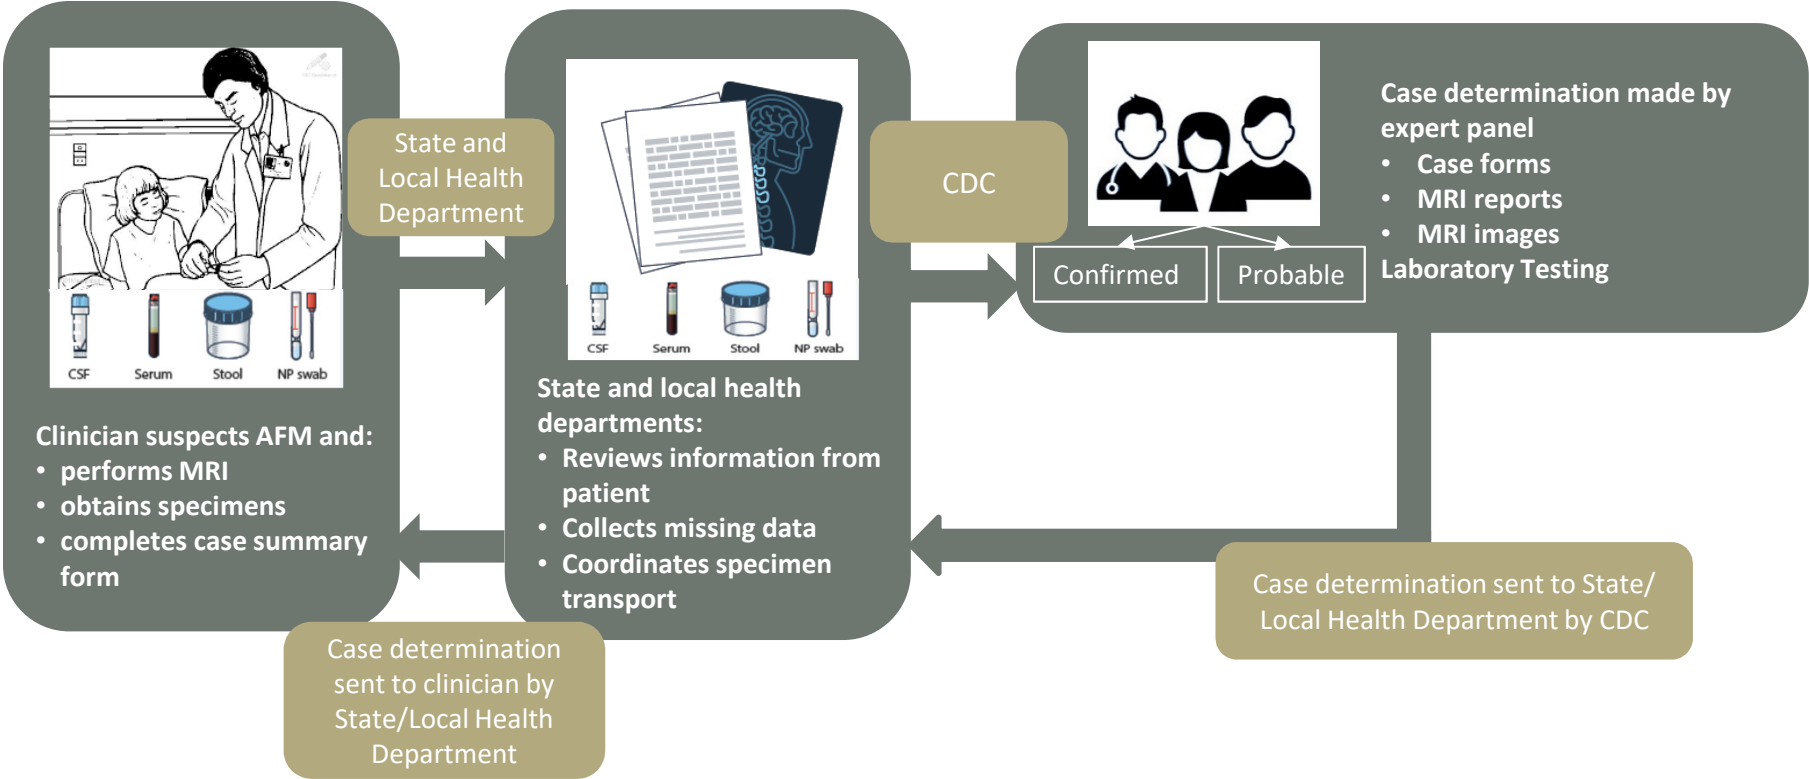 CSF Serum Stool NP swab
Clinician suspects AFM and:
• performs MRI
• obtains specimens
• completes case summary
form
State and
Local Health
Department
CSF Serum Stool NP swab
State and local health
departments:
• Reviews information from
patient
• Collects missing data
• Coordinates specimen
transport
CDC
Confirmed
Probable
Case determination made by
expert panel
• Case forms
• MRI reports
• MRI images
Laboratory Testing
Case determination sent to State/
Local Health Department by CDC
Case determination
sent to clinician by
State/Local Health
Department